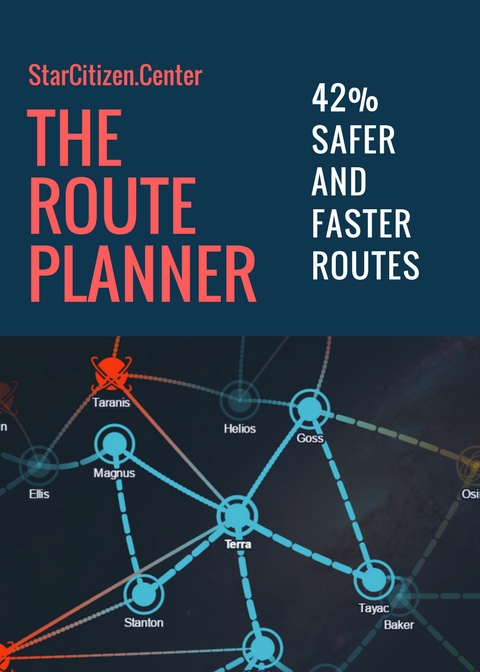 StarCitizen.Center
THE
ROUTE
PLANNER
42%
SAFER
AND
FASTER
ROUTES
Taranis
n
Helios
Goss
Ellis
Magnus
Osi
Terra
Stanton
Tayac
Baker